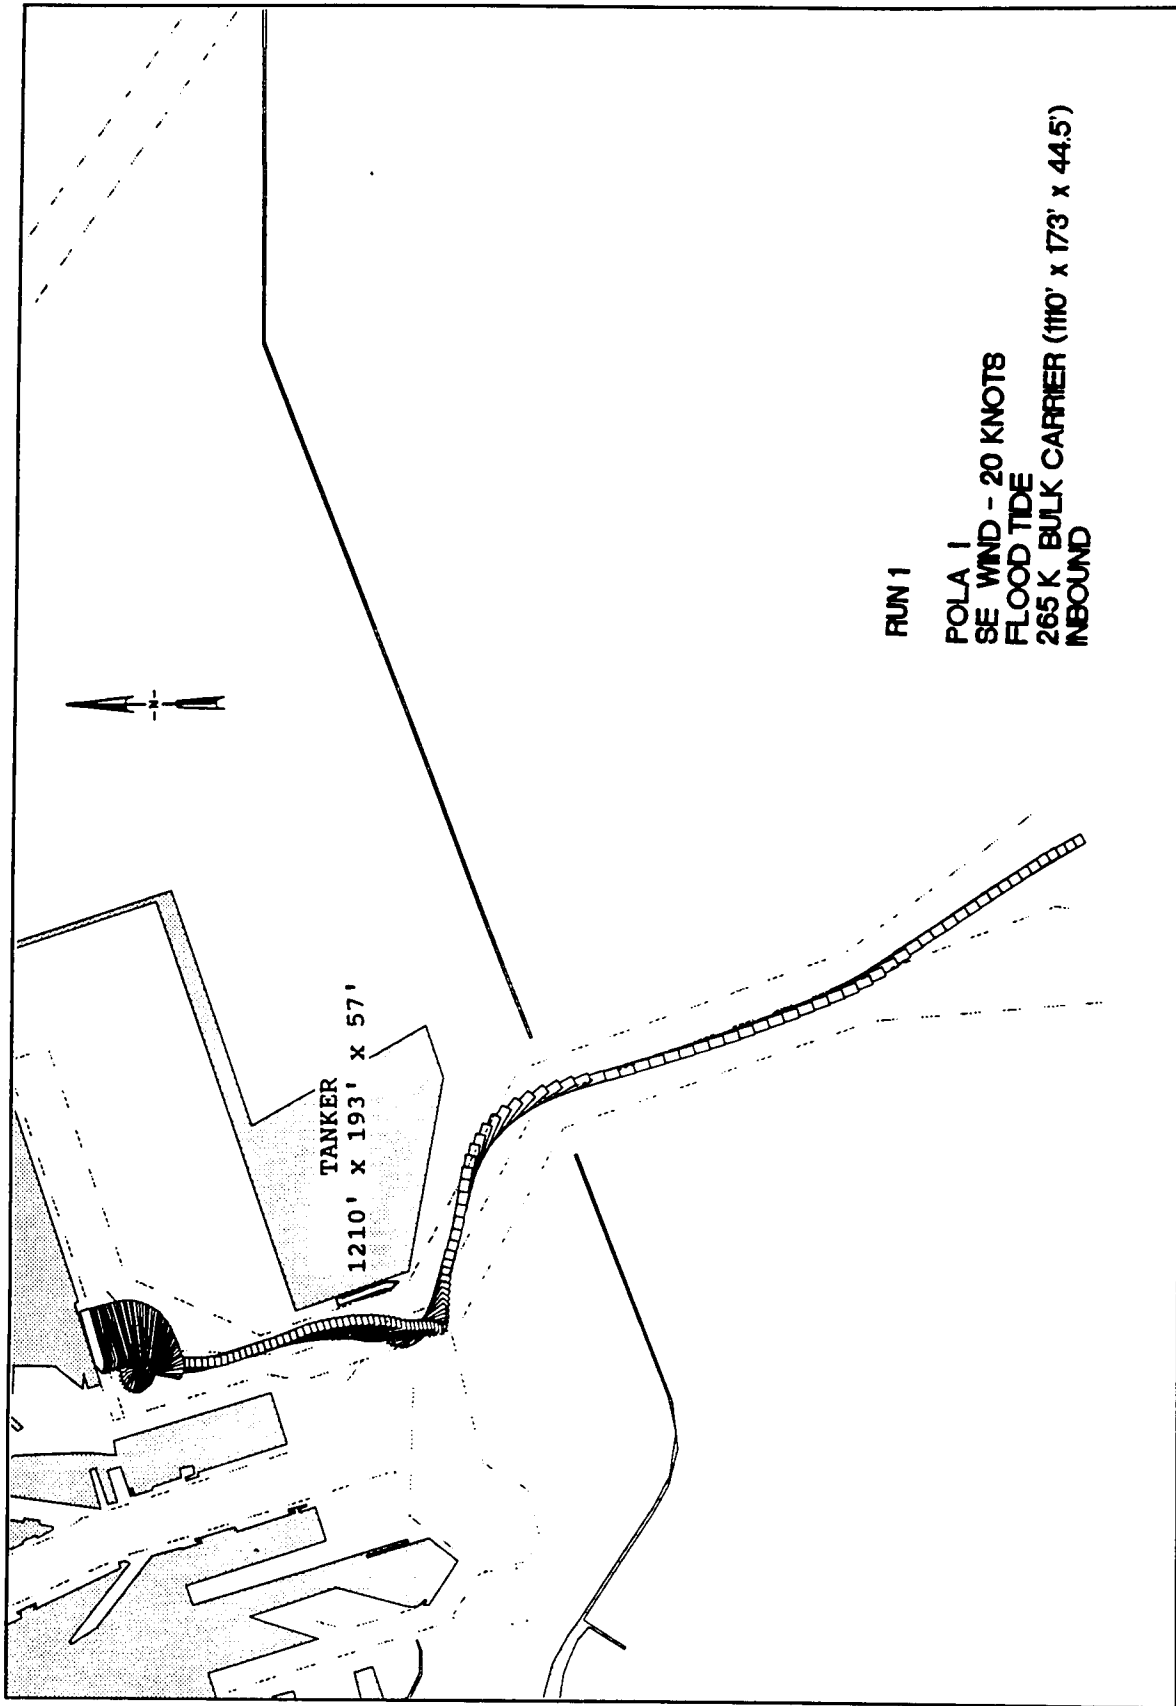 -N-
TANKER
1210' x 193' x 57'
RUN 1
POLA 1
SE WIND - 20 KNOTS
FLOOD TIDE
265 K BULK CARRIER (1110' x 173' x 44.5')
INBOUND